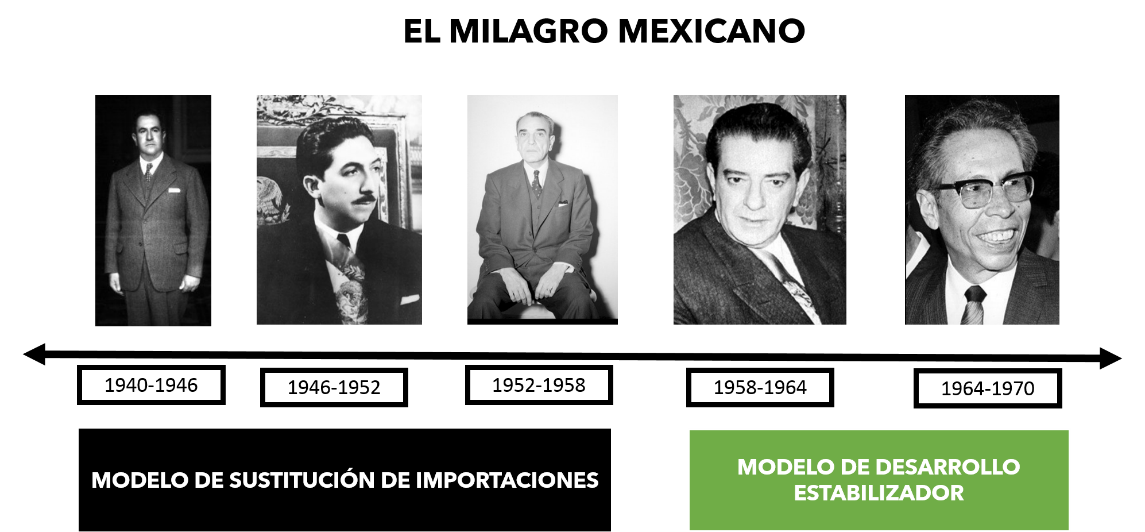 EL MILAGRO MEXICANO
1940-1946
1946-1952
1952-1958
1958-1964
1964-1970
MODELO DE SUSTITUCIÓN DE IMPORTACIONES
MODELO DE DESARROLLO
ESTABILIZADOR